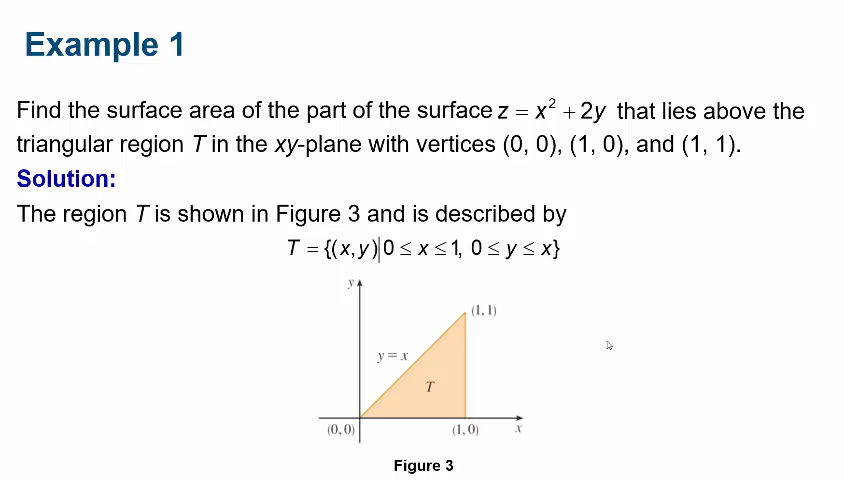 Example 1
Find the surface area of the part of the surface z = x² + 2y that lies above the
triangular region T in the xy-plane with vertices (0, 0), (1, 0), and (1, 1).
Solution:
The region T is shown in Figure 3 and is described by
T = {(x, y)|0 ≤ x ≤ 1, 0 ≤ y ≤ x}
y
(1, 1)
y = x
T
(0, 0)
(1, 0)
x
Figure 3